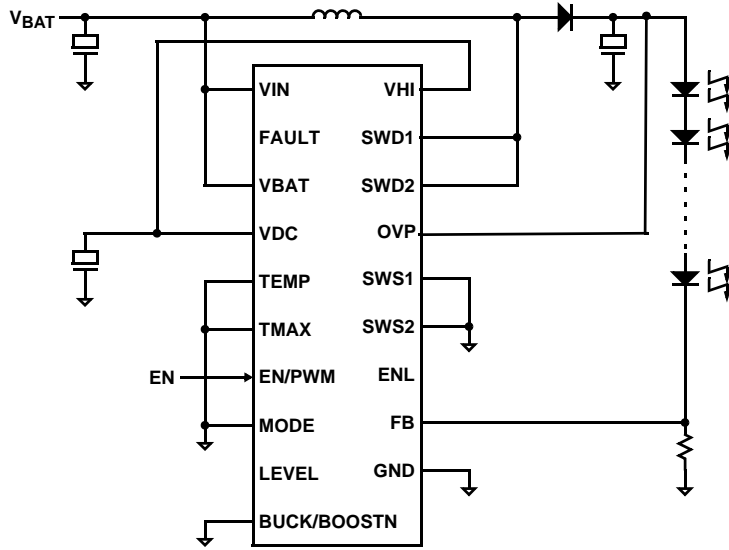 VBAT
VIN VHI
FAULT SWD1
VBAT SWD2
VDC OVP
TEMP SWS1
TMAX SWS2
EN EN/PWM ENL
MODE FB
LEVEL GND
BUCK/BOOSTN